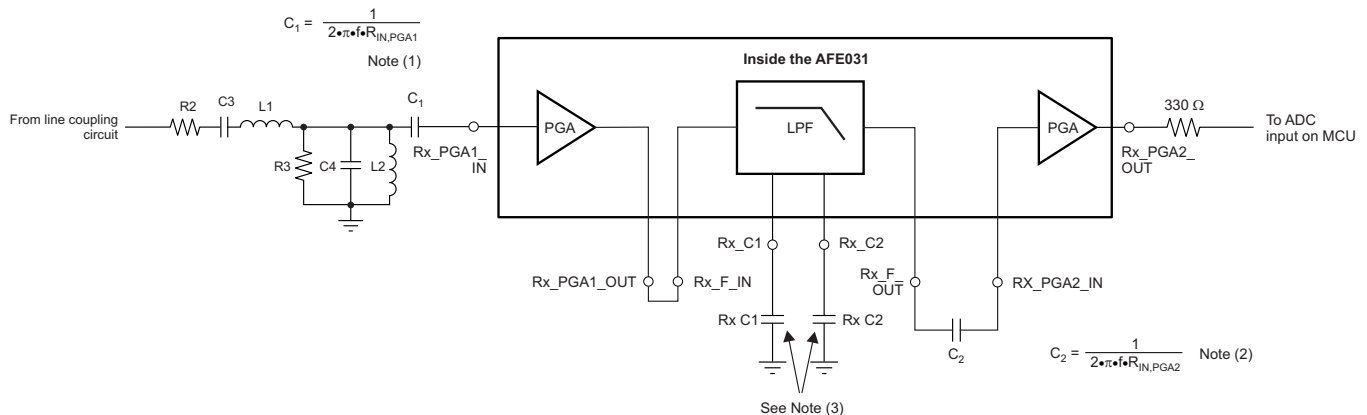 C1 = 1
2•π•f•RIN,PGA1
Note (1)
Inside the AFE031
From line coupling
circuit
R2
C3
L1
C1
R3
C4
L2
Rx_PGA1_
IN
PGA
LPF
PGA
Rx_PGA2_
OUT
330 Ω
To ADC
input on MCU
Rx_PGA1_OUT
Rx_F_IN
Rx_C1
Rx_C2
Rx_F_
OUT
RX_PGA2_IN
Rx C1
Rx C2
C2
C2 = 1
2•π•f•RIN,PGA2
Note (2)
See Note (3)